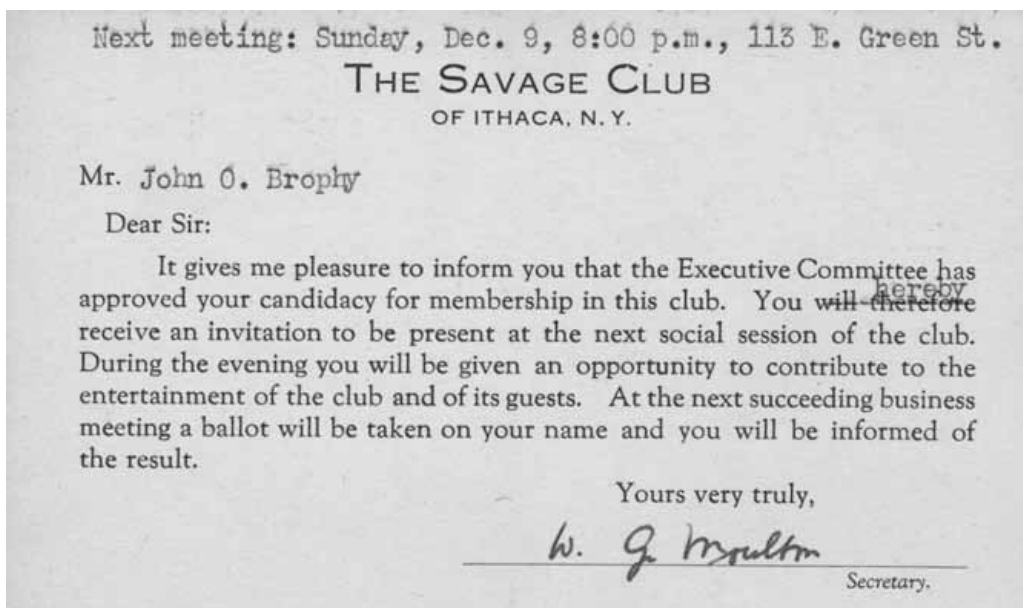 Next meeting: Sunday, Dec. 9, 8:00 p.m., 113 E. Green St.
THE SAVAGE CLUB
OF ITHACA, N. Y.
Mr. John O. Brophy
Dear Sir:
It gives me pleasure to inform you that the Executive Committee has
hereby
approved your candidacy for membership in this club. You will therefore
receive an invitation to be present at the next social session of the club.
During the evening you will be given an opportunity to contribute to the
entertainment of the club and of its guests. At the next succeeding business
meeting a ballot will be taken on your name and you will be informed of
the result.
Yours very truly,
W. G. Moulton
Secretary.